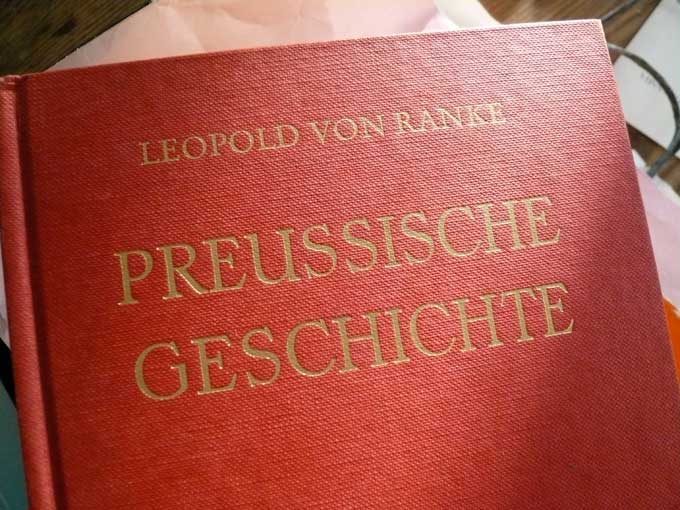 LEOPOLD VON RANKE
PREUSSISCHE
GESCHICHTE